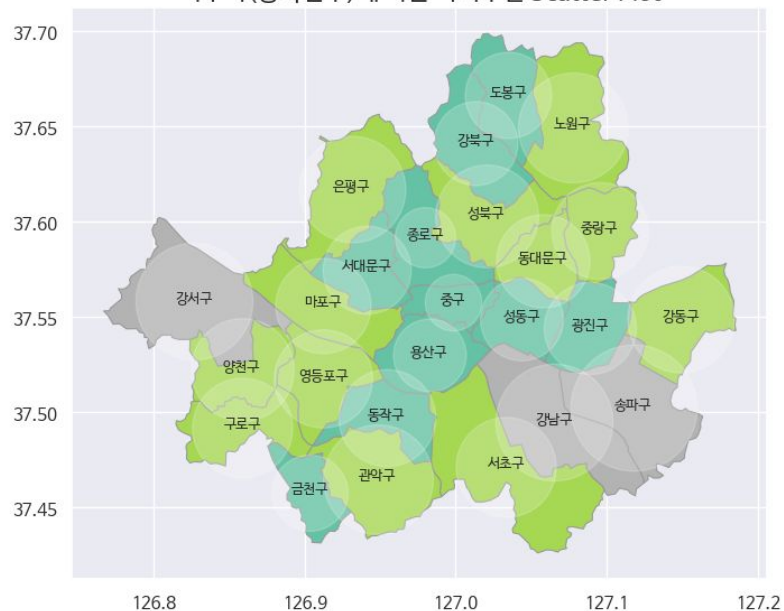 Scatter Plot
37.70
37.65
37.60
37.55
37.50
37.45
도봉구
노원구
강북구
은평구
성북구
중랑구
종로구
동대문구
서대문구
강서구
마포구
중구
성동구
광진구
강동구
용산구
양천구
영등포구
송파구
동작구
강남구
구로구
서초구
관악구
금천구
126.8 126.9 127.0 127.1 127.2